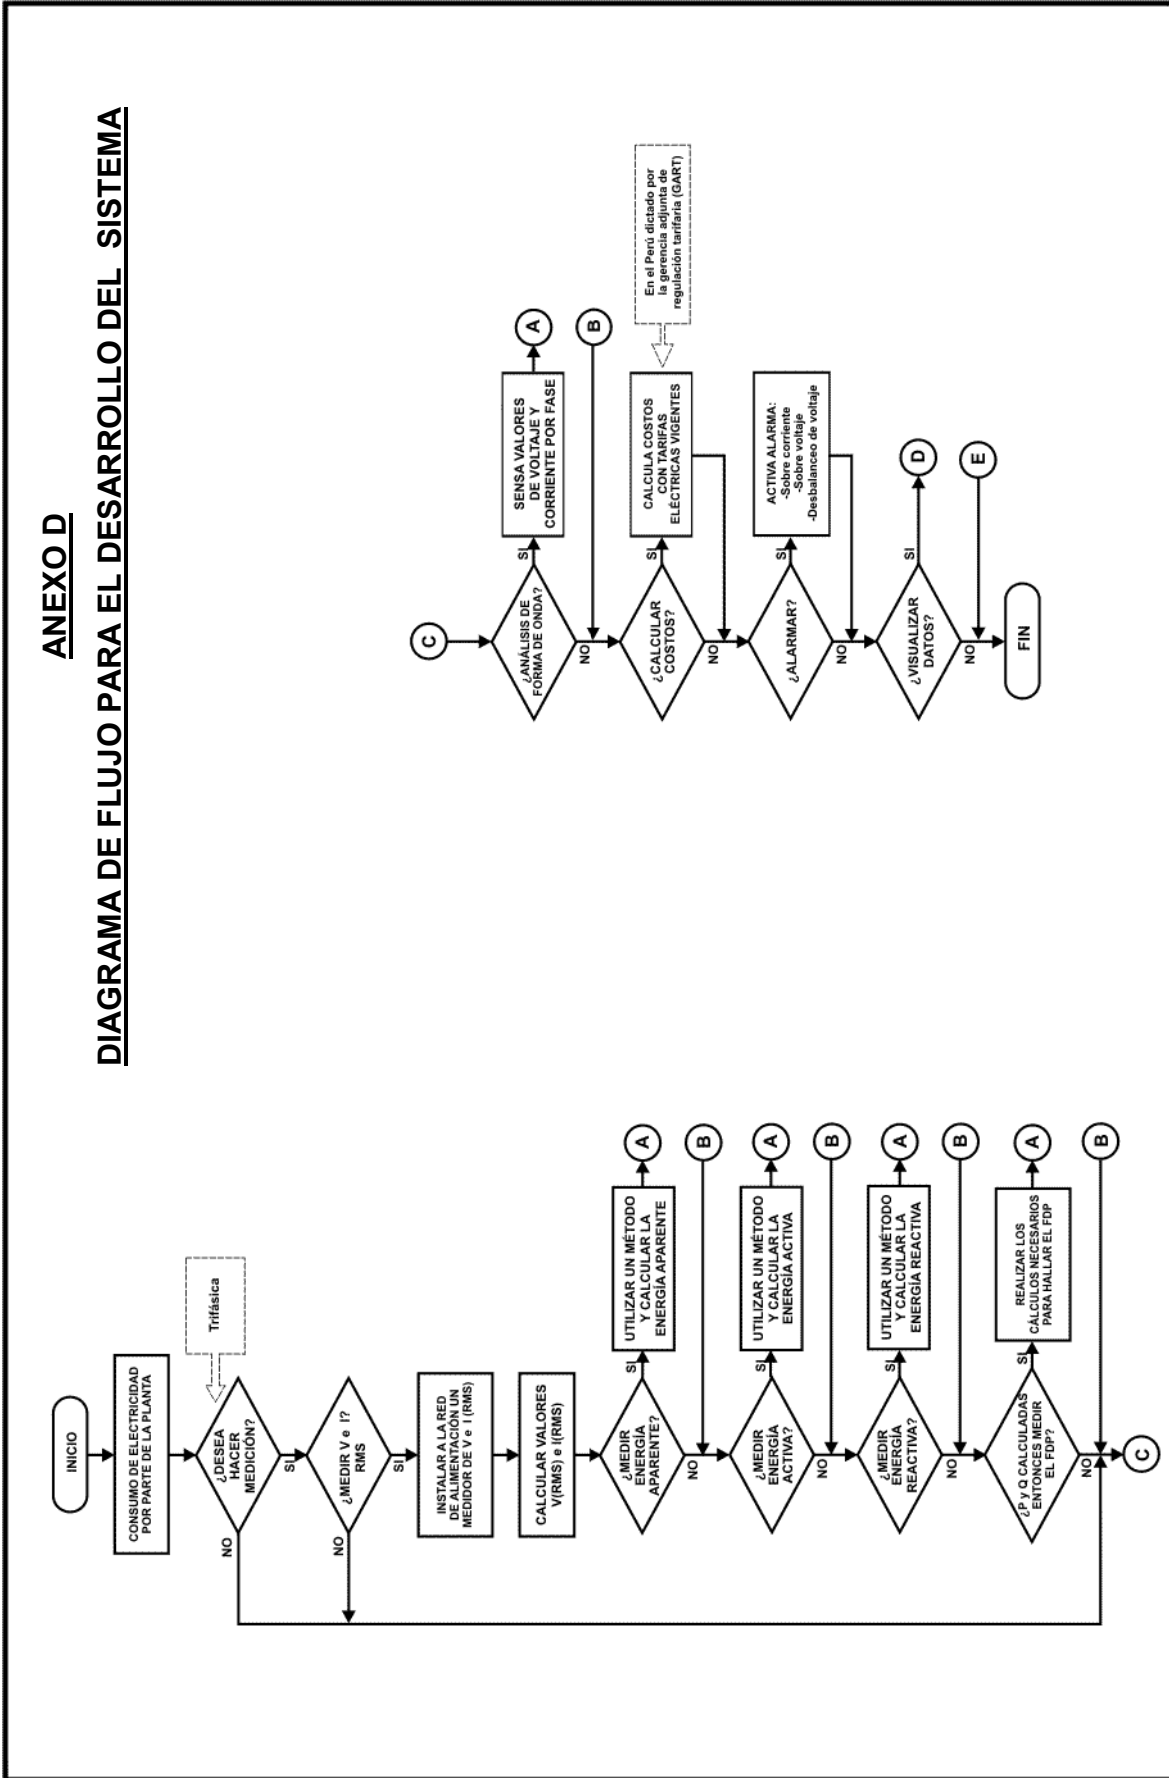 ANEXO D
DIAGRAMA DE FLUJO PARA EL DESARROLLO DEL SISTEMA
INICIO
CONSUMO DE ELECTRICIDAD
POR PARTE DE LA PLANTA
Trifásica
¿DESEA
HACER
MEDICIÓN?
NO
SI
¿MEDIR V e I?
RMS
NO
SI
INSTALAR A LA RED
DE ALIMENTACIÓN UN
MEDIDOR DE V e I (RMS)
CALCULAR VALORES
V(RMS) e I(RMS)
¿MEDIR
ENERGÍA
APARENTE?
SI
UTILIZAR UN MÉTODO
Y CALCULAR LA
ENERGÍA APARENTE
A
NO
B
¿MEDIR
ENERGÍA
ACTIVA?
SI
UTILIZAR UN MÉTODO
Y CALCULAR LA
ENERGÍA ACTIVA
A
NO
B
¿MEDIR
ENERGÍA
REACTIVA?
SI
UTILIZAR UN MÉTODO
Y CALCULAR LA
ENERGÍA REACTIVA
A
NO
B
¿P y Q CALCULADAS
ENTONCES MEDIR
EL FDP?
SI
REALIZAR LOS
CÁLCULOS NECESARIOS
PARA HALLAR EL FDP
A
NO
B
C
C
¿ANÁLISIS DE
FORMA DE ONDA?
SI
SENSA VALORES
DE VOLTAJE Y
CORRIENTE POR FASE
A
NO
B
¿CALCULAR
COSTOS?
SI
CALCULA COSTOS
CON TARIFAS
ELÉCTRICAS VIGENTES
En el Perú dictado por
la gerencia adjunta de
regulación tarifaria (GART)
NO
¿ALARMAR?
SI
ACTIVA ALARMA:
-Sobre corriente
-Sobre voltaje
-Desbalanceo de voltaje
NO
¿VISUALIZAR
DATOS?
SI
D
NO
E
FIN